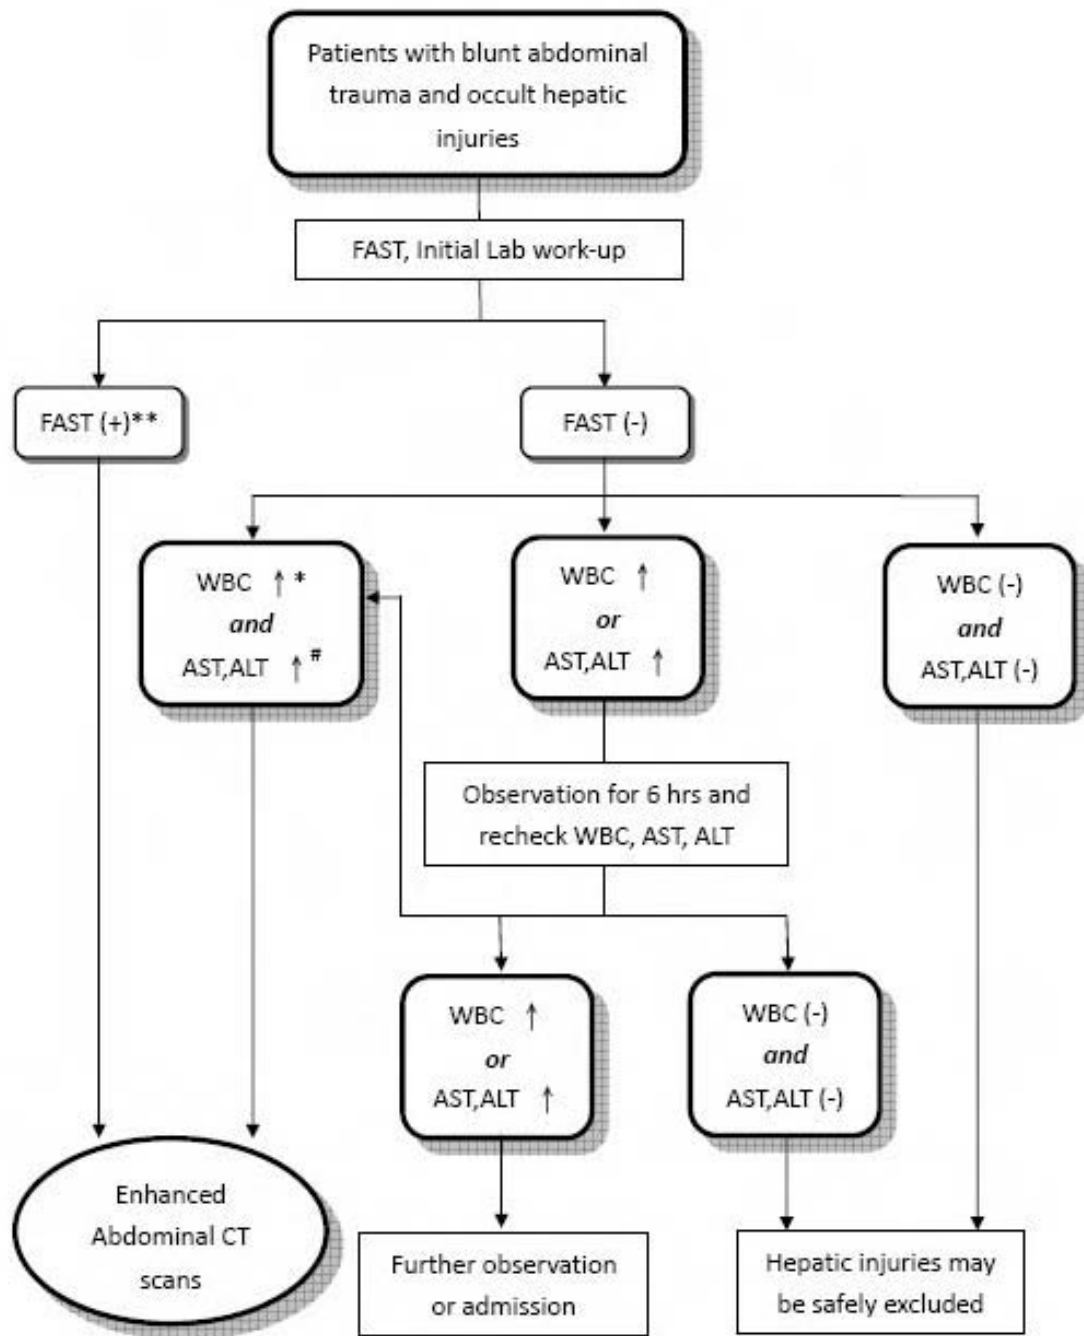 Patients with blunt abdominal
trauma and occult hepatic
injuries
FAST, Initial Lab work-up
FAST (+)**
FAST (-)
WBC ↑ *
and
AST,ALT ↑ #
WBC ↑
or
AST,ALT ↑
WBC (-)
and
AST,ALT (-)
Observation for 6 hrs and
recheck WBC, AST, ALT
WBC ↑
or
AST,ALT ↑
WBC (-)
and
AST,ALT (-)
Enhanced
Abdominal CT
scans
Further observation
or admission
Hepatic injuries may
be safely excluded